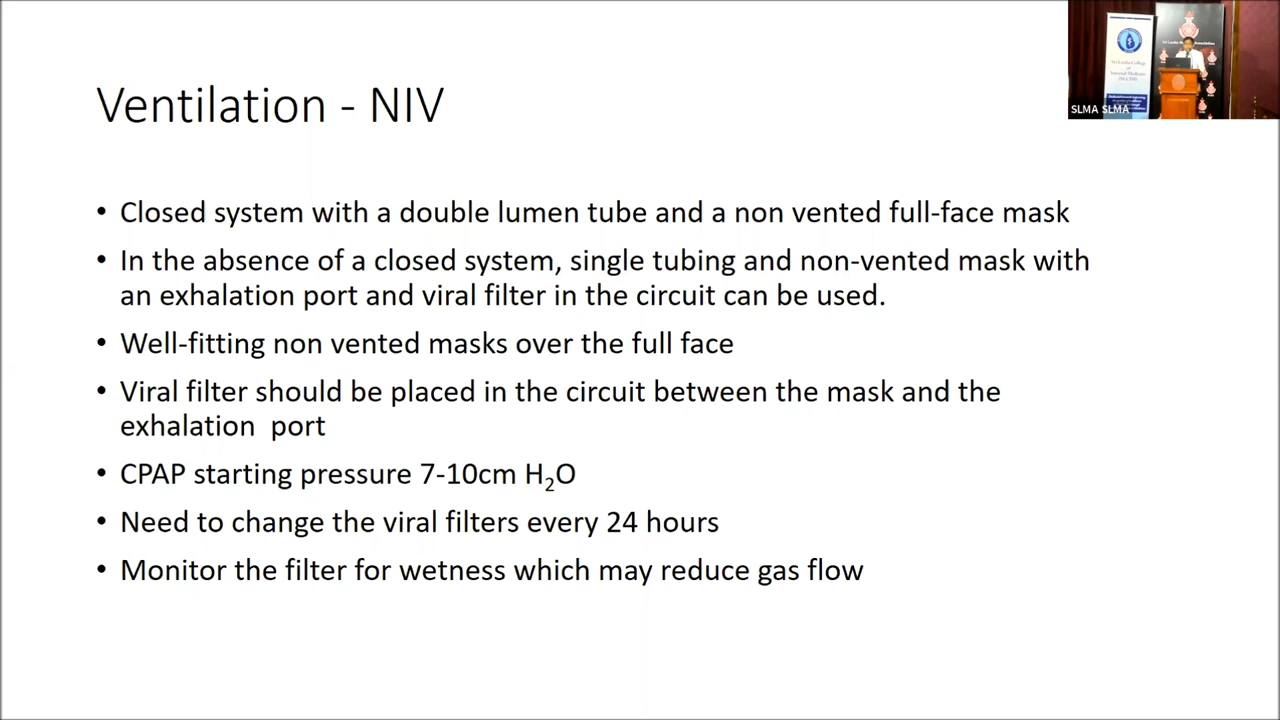 Ventilation - NIV
• Closed system with a double lumen tube and a non vented full-face mask
• In the absence of a closed system, single tubing and non-vented mask with
an exhalation port and viral filter in the circuit can be used.
• Well-fitting non vented masks over the full face
• Viral filter should be placed in the circuit between the mask and the
exhalation  port
• CPAP starting pressure 7-10cm H₂O
• Need to change the viral filters every 24 hours
• Monitor the filter for wetness which may reduce gas flow
SLMA SLMA